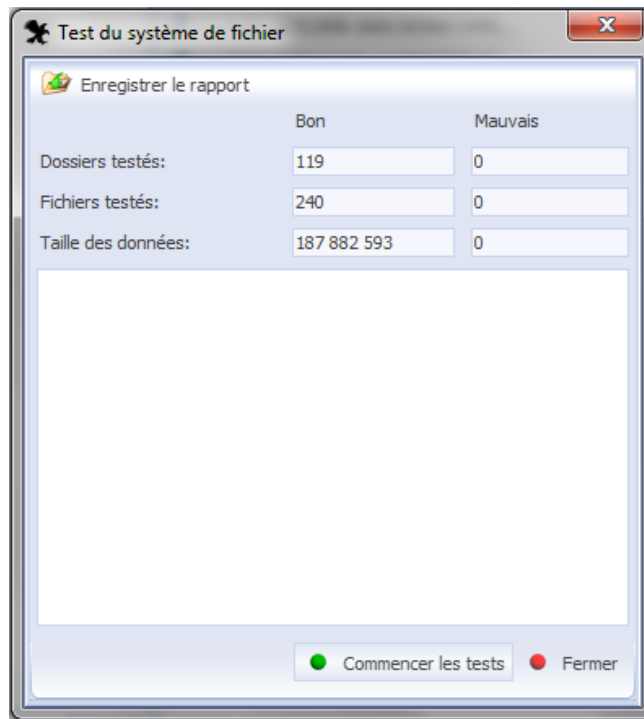 Test du système de fichier
Enregistrer le rapport
Bon Mauvais
Dossiers testés: 119 0
Fichiers testés: 240 0
Taille des données: 187 882 593 0
Commencer les tests Fermer